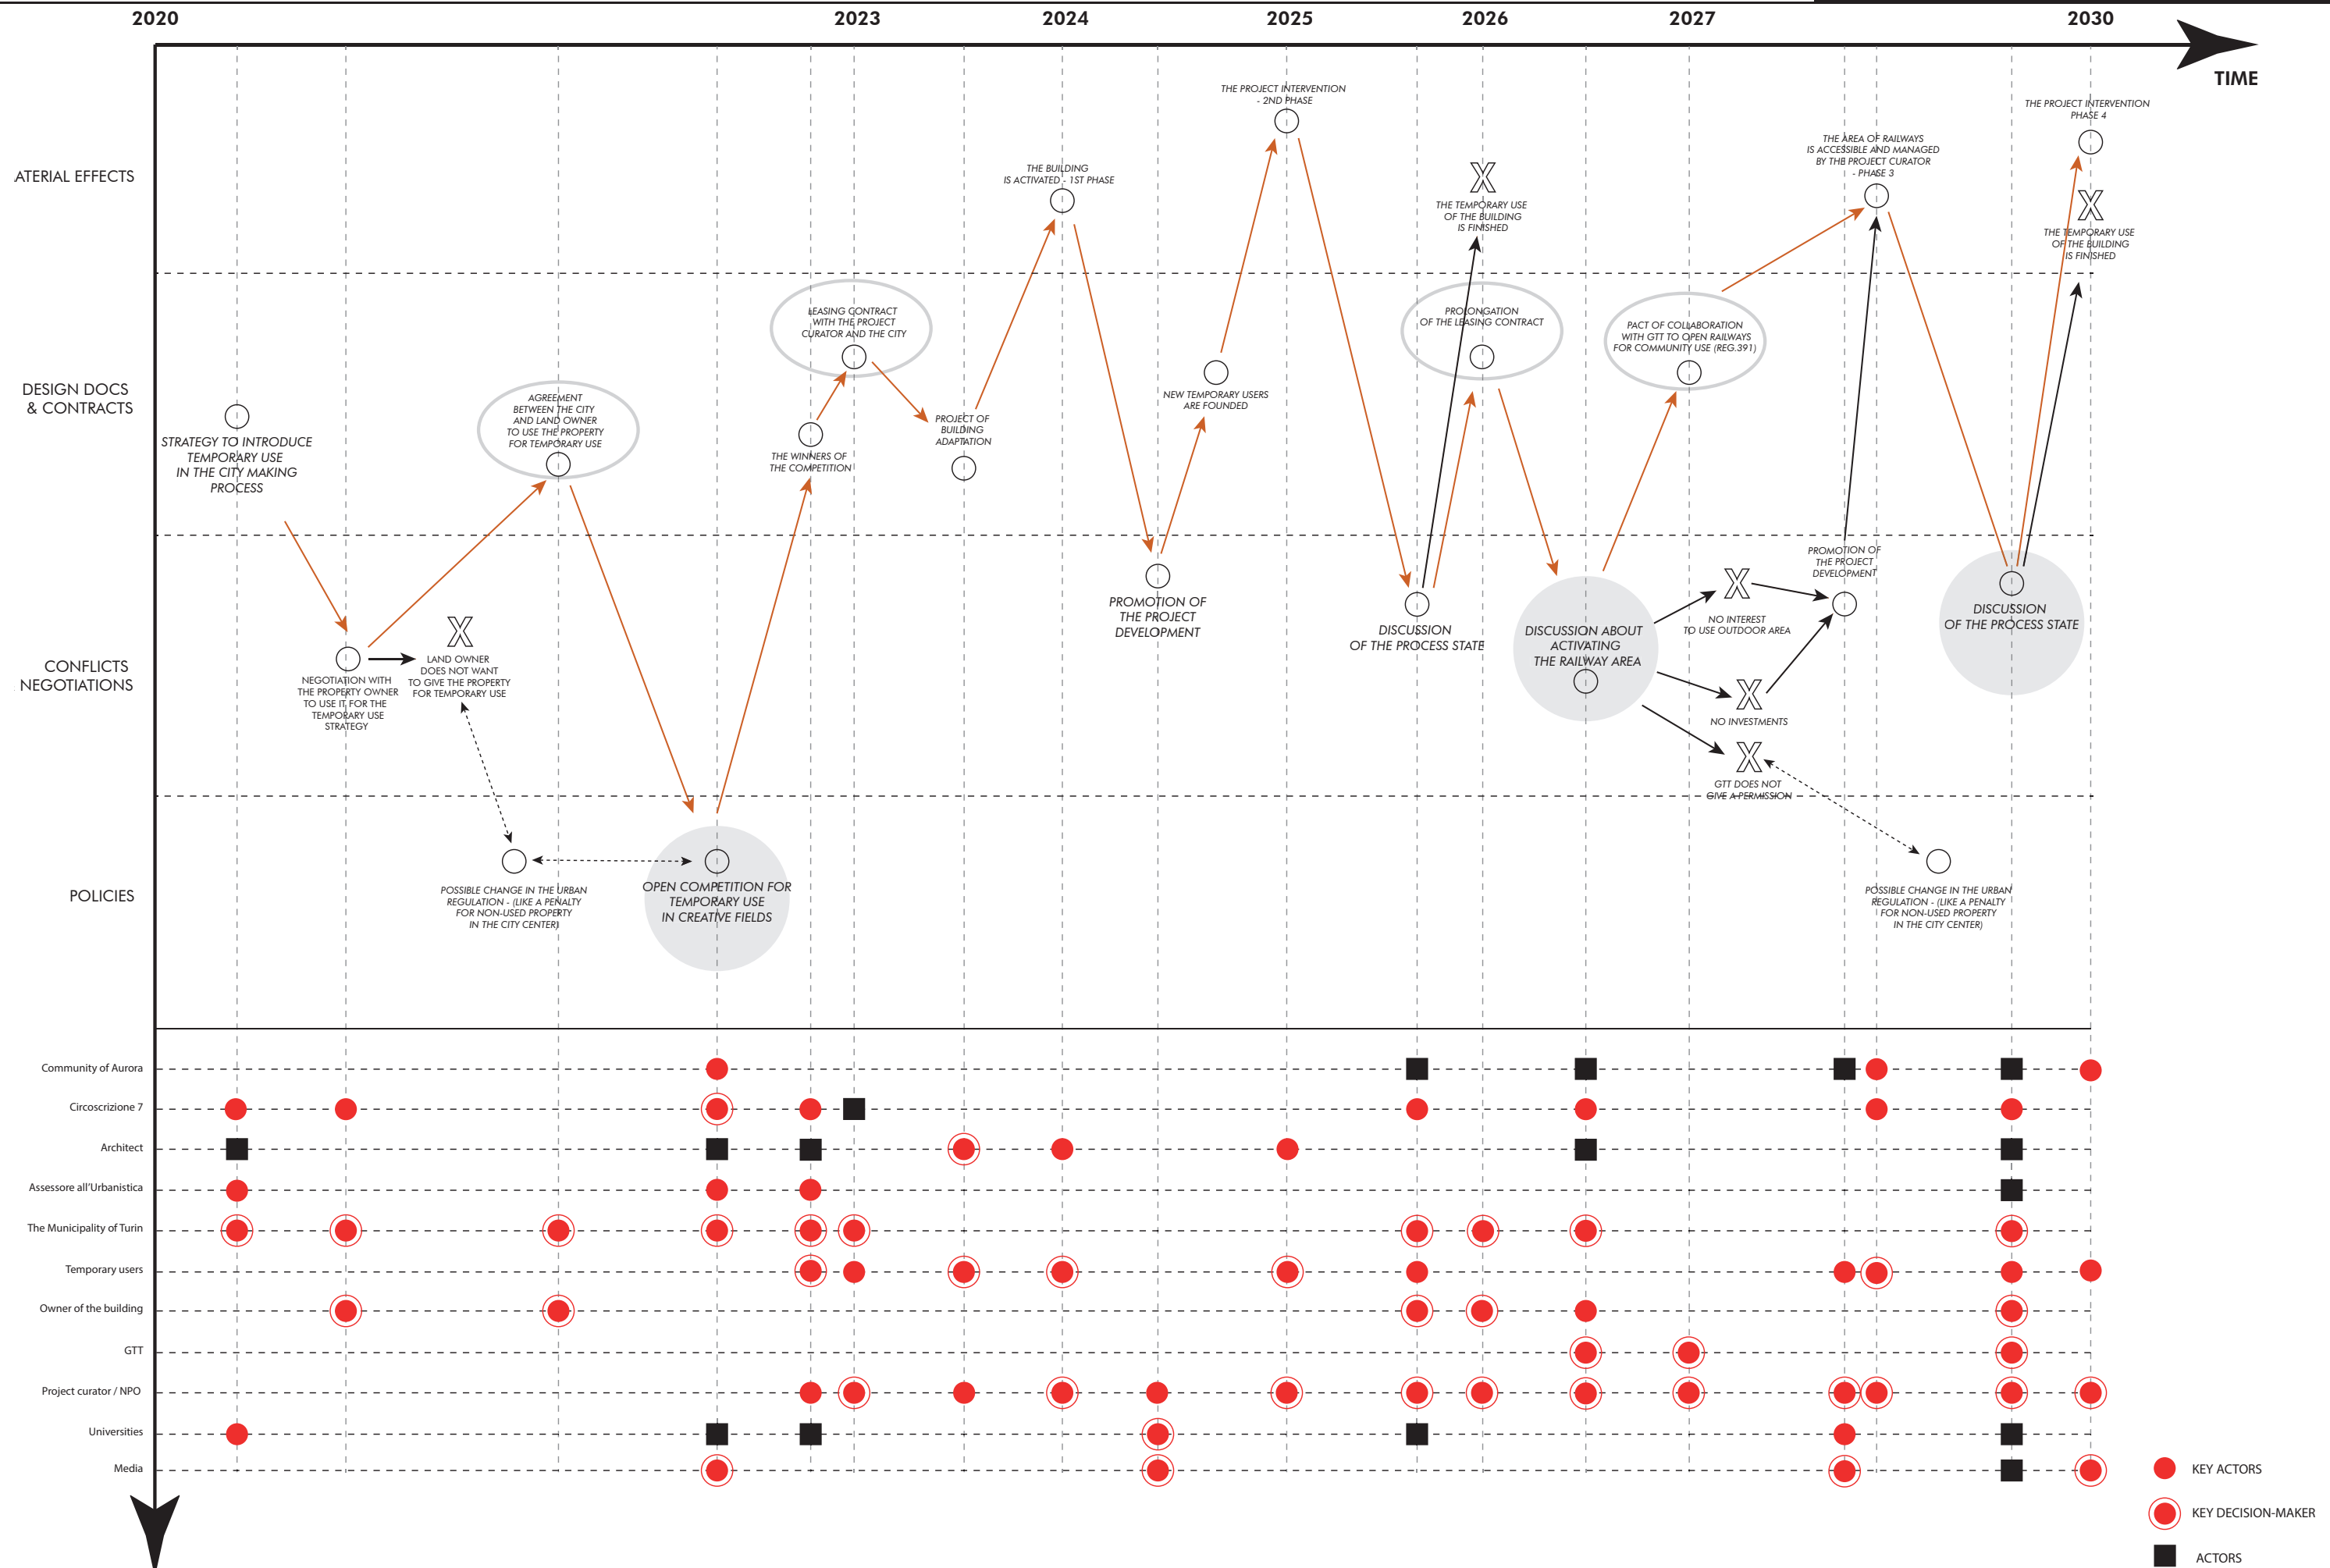 2020
2023
2024
2025
2026
2027
2030
TIME
ATERIAL EFFECTS
DESIGN DOCS
& CONTRACTS
CONFLICTS
NEGOTIATIONS
POLICIES
STRATEGY TO INTRODUCE
TEMPORARY USE
IN THE CITY MAKING
PROCESS
NEGOTIATION WITH
THE PROPERTY OWNER
TO USE IT FOR THE
TEMPORARY USE
STRATEGY
X
LAND OWNER
DOES NOT WANT
TO GIVE THE PROPERTY
FOR TEMPORARY USE
POSSIBLE CHANGE IN THE URBAN
REGULATION - (LIKE A PENALTY
FOR NON-USED PROPERTY
IN THE CITY CENTER)
AGREEMENT
BETWEEN THE CITY
AND LAND OWNER
TO USE THE PROPERTY
FOR TEMPORARY USE
OPEN COMPETITION FOR
TEMPORARY USE
IN CREATIVE FIELDS
THE WINNERS OF
THE COMPETITION
LEASING CONTRACT
WITH THE PROJECT
CURATOR AND THE CITY
PROJECT OF
BUILDING
ADAPTATION
THE BUILDING
IS ACTIVATED - 1ST PHASE
PROMOTION OF
THE PROJECT
DEVELOPMENT
NEW TEMPORARY USERS
ARE FOUNDED
THE PROJECT INTERVENTION
- 2ND PHASE
DISCUSSION
OF THE PROCESS STATE
X
THE TEMPORARY USE
OF THE BUILDING
IS FINISHED
PROLONGATION
OF THE LEASING CONTRACT
DISCUSSION ABOUT
ACTIVATING
THE RAILWAY AREA
PACT OF COLLABORATION
WITH GTT TO OPEN RAILWAYS
FOR COMMUNITY USE (REG.391)
X
NO INTEREST
TO USE OUTDOOR AREA
X
NO INVESTMENTS
X
GTT DOES NOT
GIVE A PERMISSION
PROMOTION OF
THE PROJECT
DEVELOPMENT
THE AREA OF RAILWAYS
IS ACCESSIBLE AND MANAGED
BY THE PROJECT CURATOR
- PHASE 3
POSSIBLE CHANGE IN THE URBAN
REGULATION - (LIKE A PENALTY
FOR NON-USED PROPERTY
IN THE CITY CENTER)
DISCUSSION
OF THE PROCESS STATE
THE PROJECT INTERVENTION
PHASE 4
X
THE TEMPORARY USE
OF THE BUILDING
IS FINISHED
Community of Aurora
Circoscrizione 7
Architect
Assessore all'Urbanistica
The Municipality of Turin
Temporary users
Owner of the building
GTT
Project curator / NPO
Universities
Media
KEY ACTORS
KEY DECISION-MAKER
ACTORS